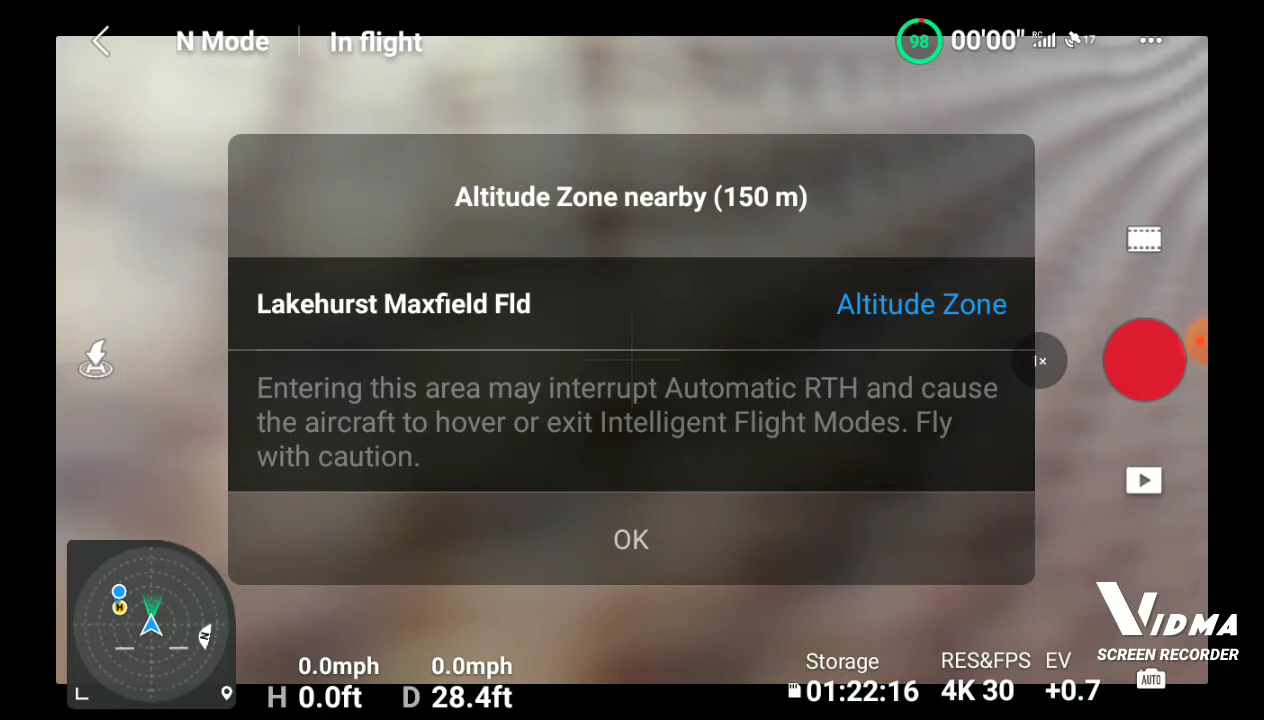 N Mode
In flight
98
00'00"
RC
17
Altitude Zone nearby (150 m)
Lakehurst Maxfield Fld
Altitude Zone
Entering this area may interrupt Automatic RTH and cause
the aircraft to hover or exit Intelligent Flight Modes. Fly
with caution.
OK
1×
H
N
0.0mph
0.0mph
H 0.0ft
D 28.4ft
Storage
01:22:16
RES&FPS
4K 30
EV
+0.7
AUTO
VIDMA
SCREEN RECORDER